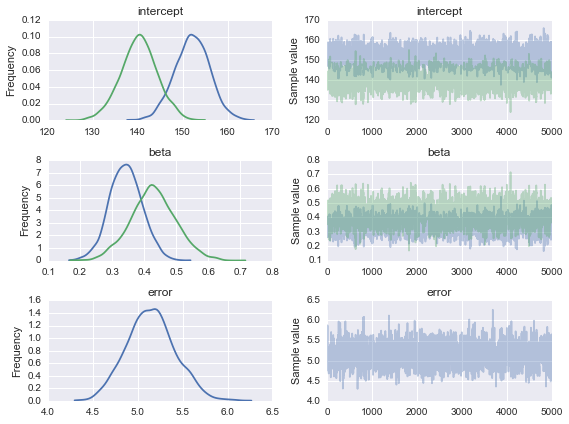 intercept
Frequency
0.12
0.10
0.08
0.06
0.04
0.02
0.00
120 130 140 150 160 170
intercept
Sample value
170
160
150
140
130
120
0 1000 2000 3000 4000 5000
beta
Frequency
8
7
6
5
4
3
2
1
0
0.1 0.2 0.3 0.4 0.5 0.6 0.7 0.8
beta
Sample value
0.8
0.7
0.6
0.5
0.4
0.3
0.2
0.1
0 1000 2000 3000 4000 5000
error
Frequency
1.6
1.4
1.2
1.0
0.8
0.6
0.4
0.2
0.0
4.0 4.5 5.0 5.5 6.0 6.5
error
Sample value
6.5
6.0
5.5
5.0
4.5
4.0
0 1000 2000 3000 4000 5000